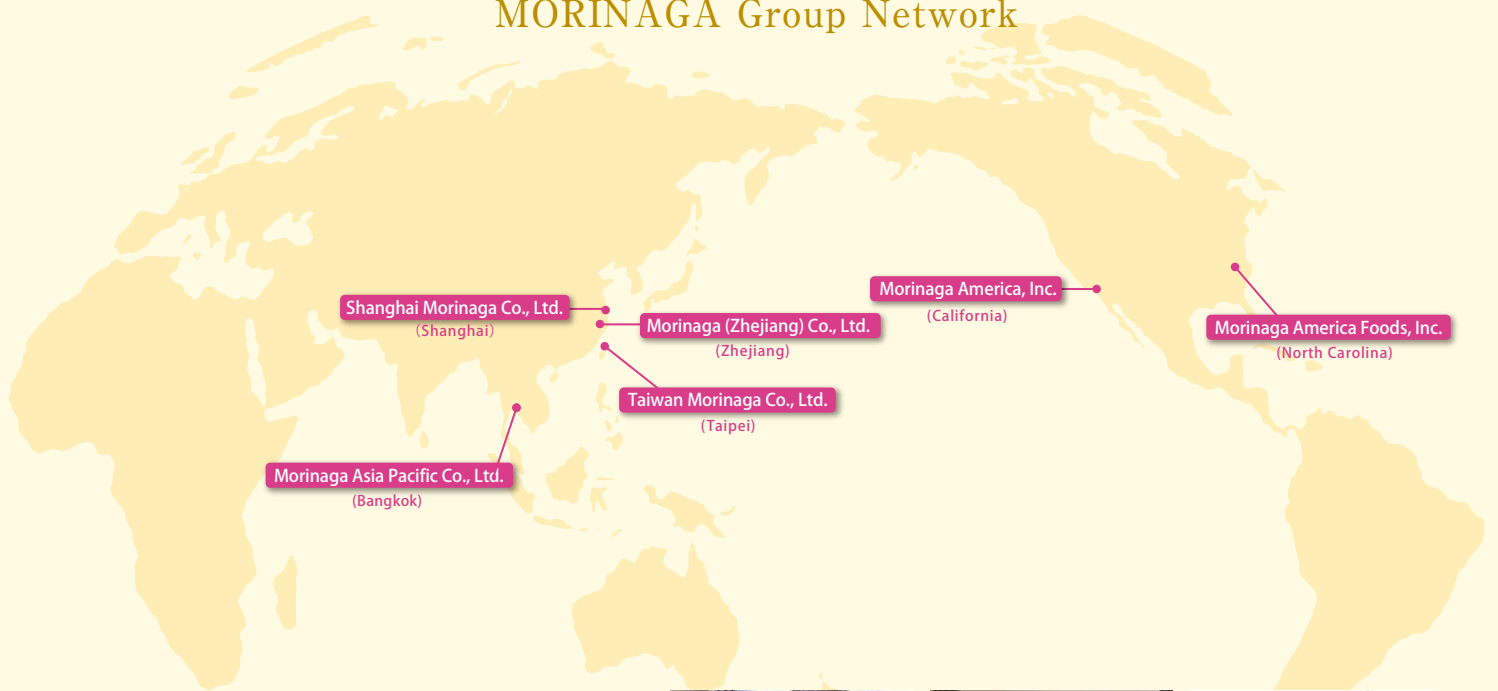 MORINAGA Group Network
Shanghai Morinaga Co., Ltd.
(Shanghai)
Morinaga (Zhejiang) Co., Ltd.
(Zhejiang)
Taiwan Morinaga Co., Ltd.
(Taipei)
Morinaga Asia Pacific Co., Ltd.
(Bangkok)
Morinaga America, Inc.
(California)
Morinaga America Foods, Inc.
(North Carolina)